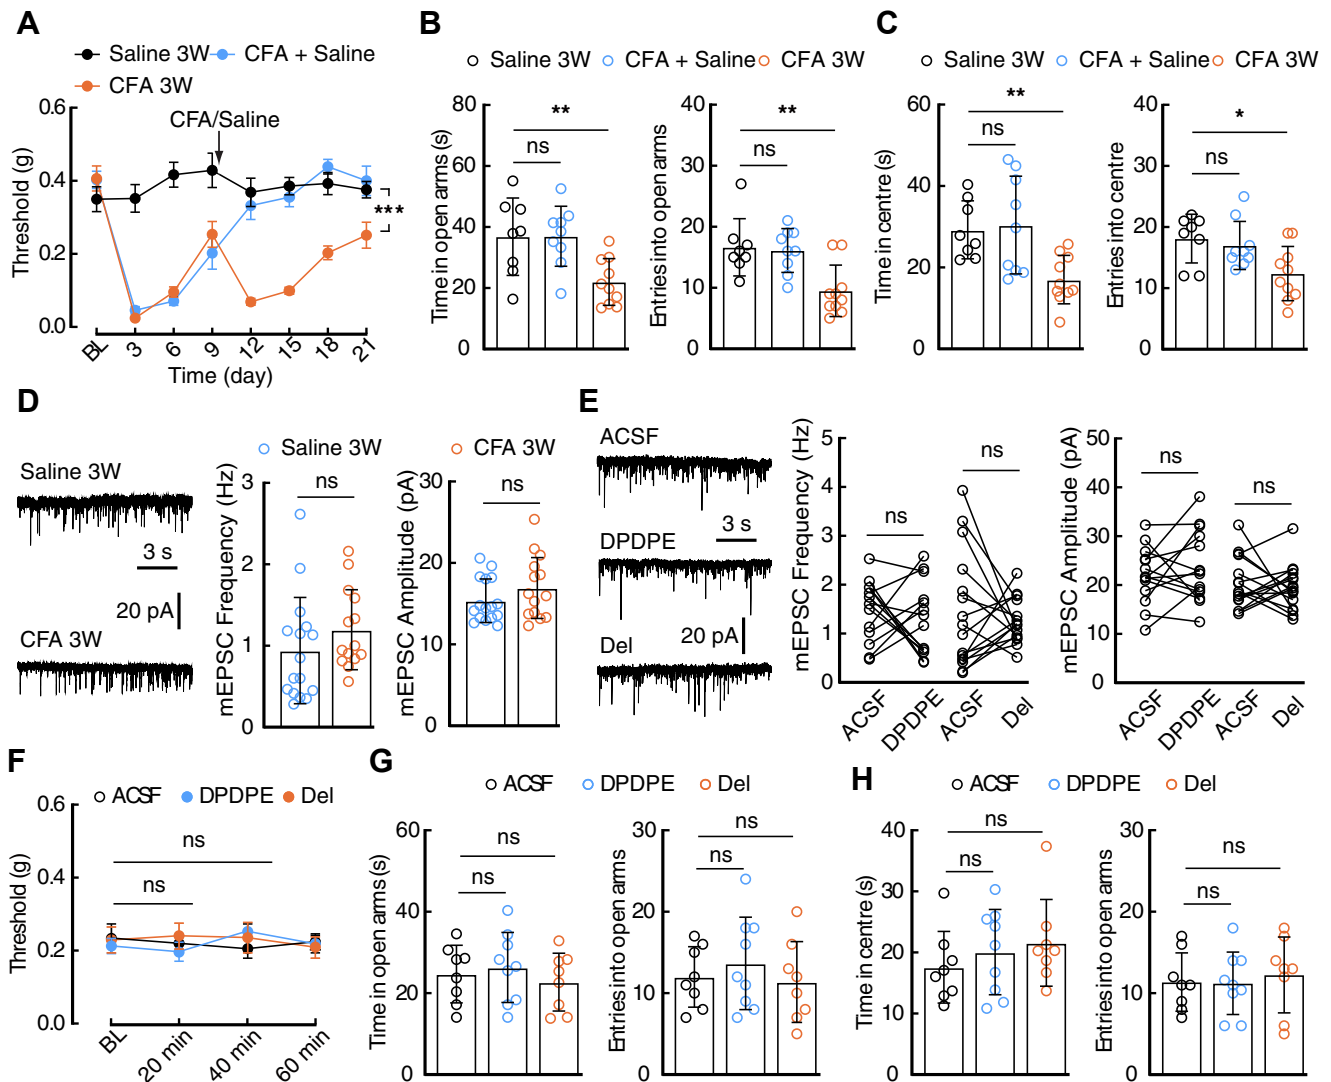 A
Saline 3W CFA + Saline
CFA 3W
CFA/Saline
Threshold (g)
0.6
0.4
0.2
0.0
***
BL 3 6 9 12 15 18 21
Time (day)
B
Saline 3W CFA + Saline CFA 3W
Time in open arms (s)
80
60
40
20
0
**
ns
Entries into open arms
40
30
20
10
0
**
ns
C
Saline 3W CFA + Saline CFA 3W
Time in centre (s)
60
40
20
0
**
ns
Entries into centre
40
30
20
10
0
*
ns
D
Saline 3W
3 s
20 pA
CFA 3W
Saline 3W CFA 3W
mEPSC Frequency (Hz)
3
2
1
0
ns
mEPSC Amplitude (pA)
30
20
10
0
ns
E
ACSF
3 s
DPDPE
20 pA
Del
mEPSC Frequency (Hz)
5
4
3
2
1
0
ns
ns
ACSF DPDPE ACSF Del
mEPSC Amplitude (pA)
50
40
30
20
10
0
ns
ns
ACSF DPDPE ACSF Del
F
ACSF DPDPE Del
Threshold (g)
0.6
0.4
0.2
0.0
ns
ns
BL 20 min 40 min 60 min
G
ACSF DPDPE Del
Time in open arms (s)
60
40
20
0
ns
ns
Entries into open arms
30
20
10
0
ns
ns
H
ACSF DPDPE Del
Time in centre (s)
40
30
20
10
0
ns
ns
Entries into open arms
30
20
10
0
ns
ns